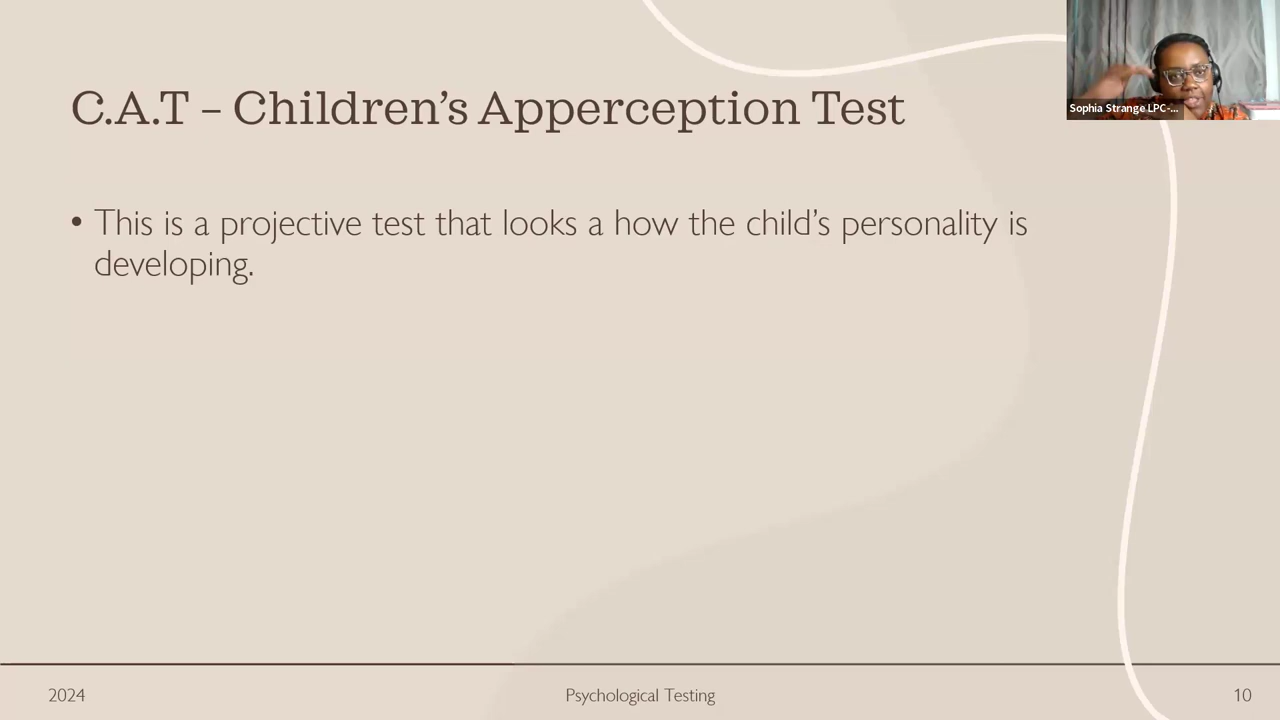 C.A.T – Children’s Apperception Test
Sophia Strange LPC-...
• This is a projective test that looks a how the child’s personality is
developing.
2024
Psychological Testing
10